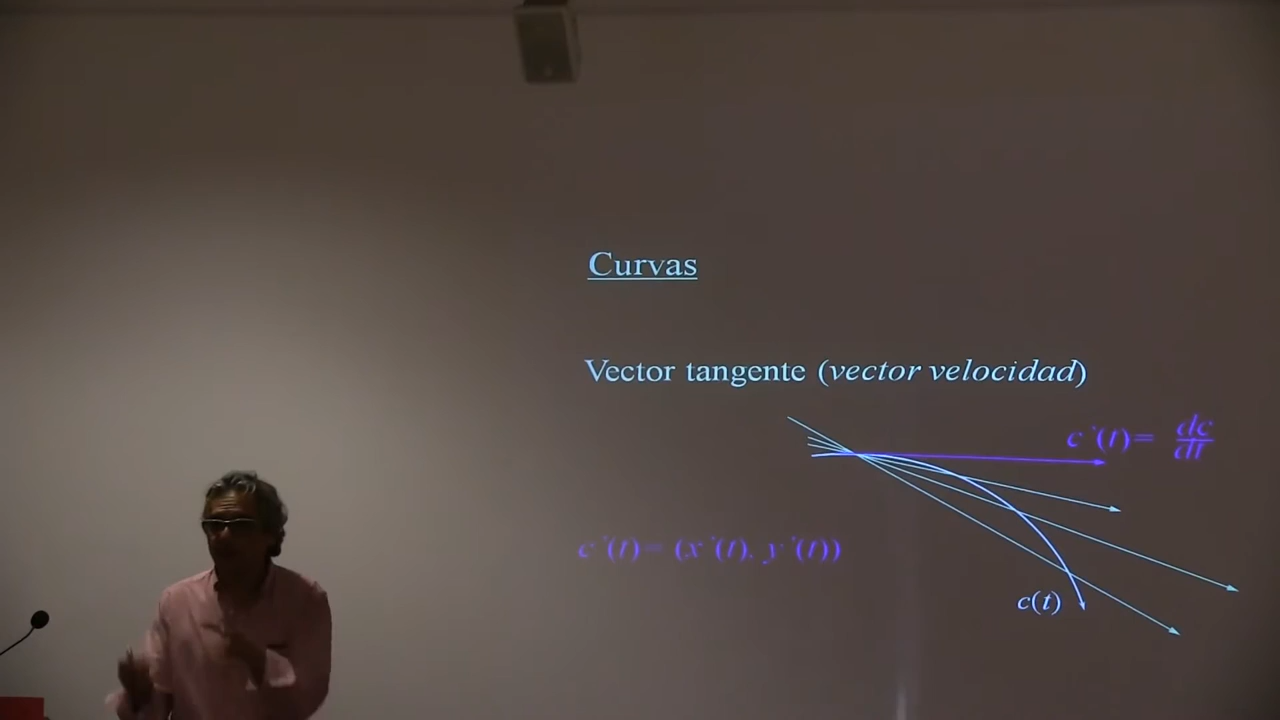 Curvas
Vector tangente (vector velocidad)
c'(t)= dc/dt
c'(t)= (x'(t), y'(t))
c(t)